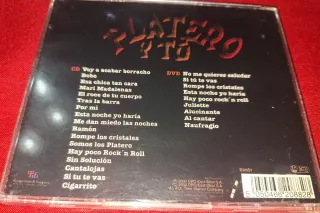 PLATERO
Y TÚ
CD Voy a acabar borracho
Bebe
Esa chica tan cara
Mari Madalenas
El roce de tu cuerpo
Tras la barra
Por mi
Esta noche yo haría
Me dan miedo las noches
Ramón
Rompe los cristales
Somos los Platero
Hay poco Rock´n Roll
Sin Solución
Cantalojas
Si tu te vas
Cigarrito
DVD No me quieres saludar
Si tú te vas
Rompe los cristales
Esta noche yo haría
Hay poco rock´n roll
Juliette
Alucinante
Al cantar
Naufragio